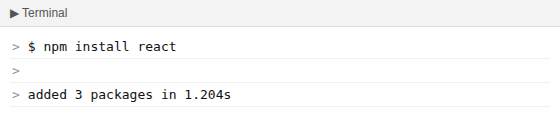 ▶ Terminal
> $ npm install react
>
> added 3 packages in 1.204s